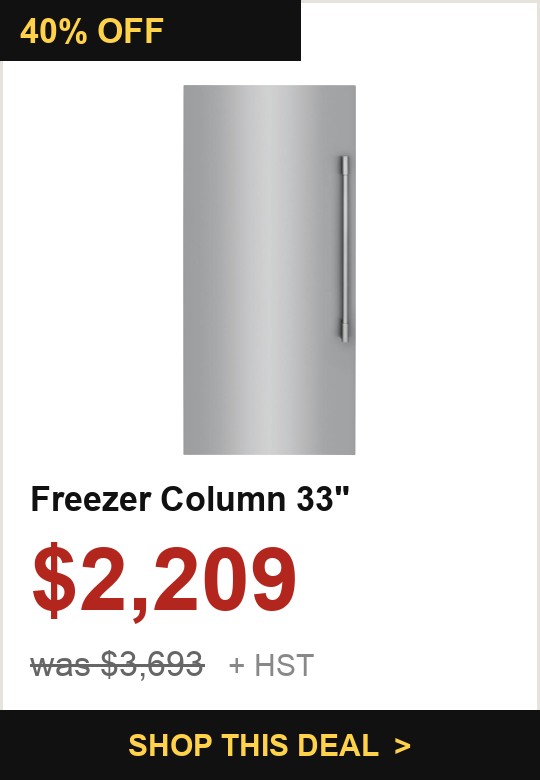 40% OFF
Freezer Column 33"
$2,209
was $3,693 + HST
SHOP THIS DEAL >